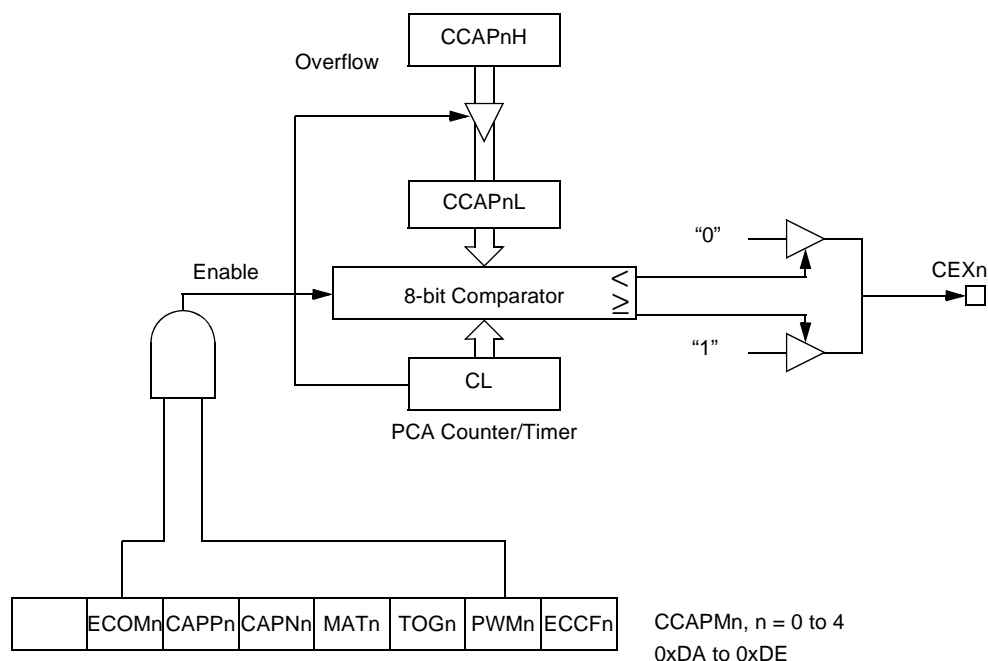 CCAPnH
Overflow
CCAPnL
“0”
Enable
8-bit Comparator
<
≥
CEXn
“1”
CL
PCA Counter/Timer
ECOMn CAPPn CAPNn MATn TOGn PWMn ECCFn
CCAPMn, n = 0 to 4
0xDA to 0xDE